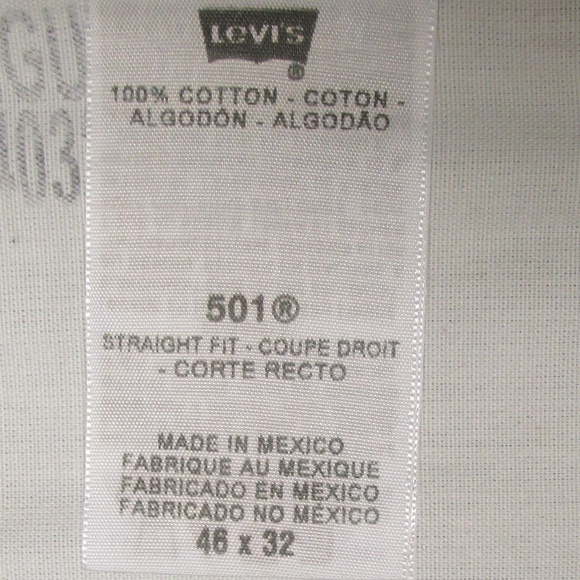 LEVI'S
®
100% COTTON - COTON -
ALGODÓN - ALGODÃO
501®
STRAIGHT FIT - COUPE DROIT
- CORTE RECTO
MADE IN MEXICO
FABRIQUE AU MEXIQUE
FABRICADO EN MEXICO
FABRICADO NO MÉXICO
46 x 32